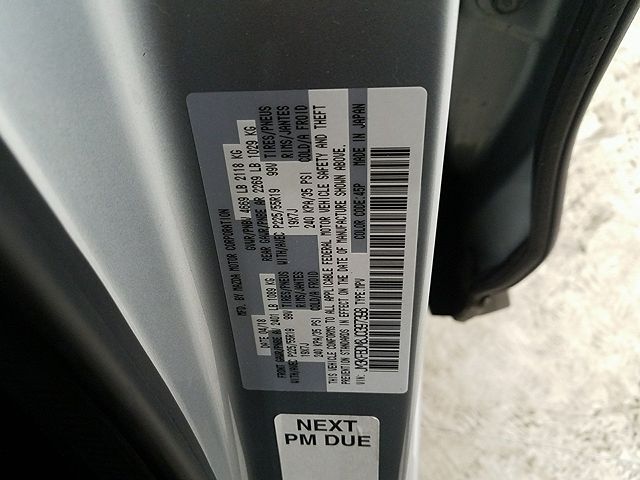 MFD. BY MAZDA MOTOR CORPORATION
DATE: 04/18 GVWR/PNBV 4669 LB 2118 KG
FRONT GAWR/PNBE AV 2401 LB 1089 KG REAR GAWR/PNBE AR 2269 LB 1029 KG
WITH/AVEC P225/55R19 99V TIRES/PNEUS WITH/AVEC P225/55R19 99V TIRES/PNEUS
19X7J RIMS/JANTES 19X7J RIMS/JANTES
240 KPA/35 PSI COLD/A FROID 240 KPA/35 PSI COLD/A FROID
THIS VEHICLE CONFORMS TO ALL APPLICABLE FEDERAL MOTOR VEHICLE SAFETY AND THEFT
PREVENTION STANDARDS IN EFFECT ON THE DATE OF MANUFACTURE SHOWN ABOVE.
VIN: TYPE:MPV COLOR CODE:45P MADE IN JAPAN
NEXT
PM DUE